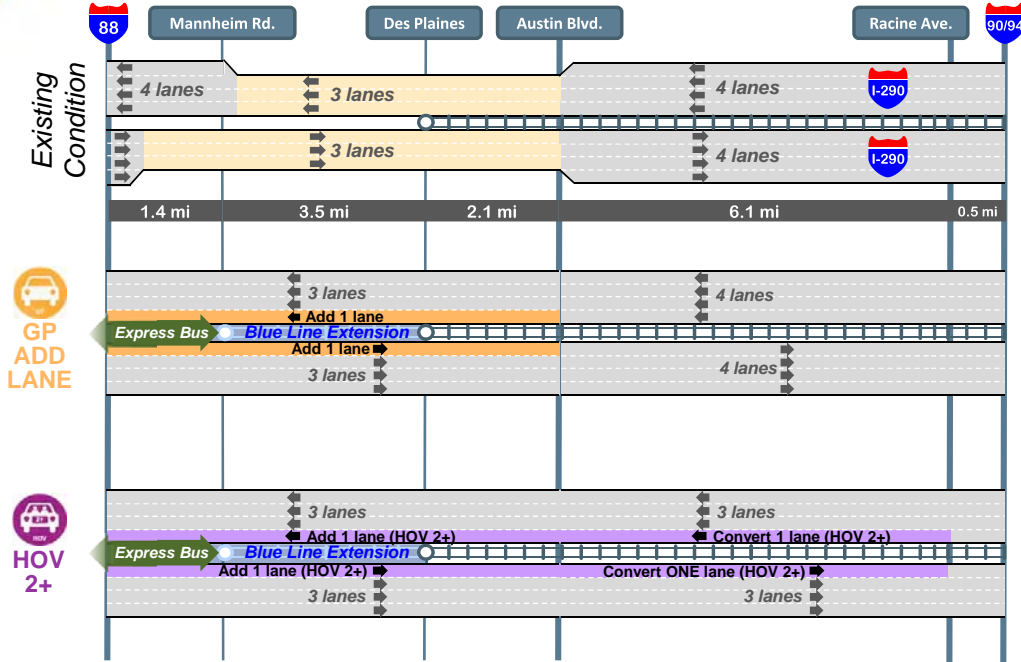 88
Mannheim Rd.
Des Plaines
Austin Blvd.
Racine Ave.
90/94
Existing
Condition
4 lanes
3 lanes
4 lanes
I-290
3 lanes
4 lanes
I-290
1.4 mi
3.5 mi
2.1 mi
6.1 mi
0.5 mi
GP
ADD
LANE
3 lanes
4 lanes
Add 1 lane
Express Bus
Blue Line Extension
Add 1 lane
3 lanes
4 lanes
HOV
HOV
2+
3 lanes
3 lanes
Add 1 lane (HOV 2+)
Convert 1 lane (HOV 2+)
Express Bus
Blue Line Extension
Add 1 lane (HOV 2+)
Convert ONE lane (HOV 2+)
3 lanes
3 lanes